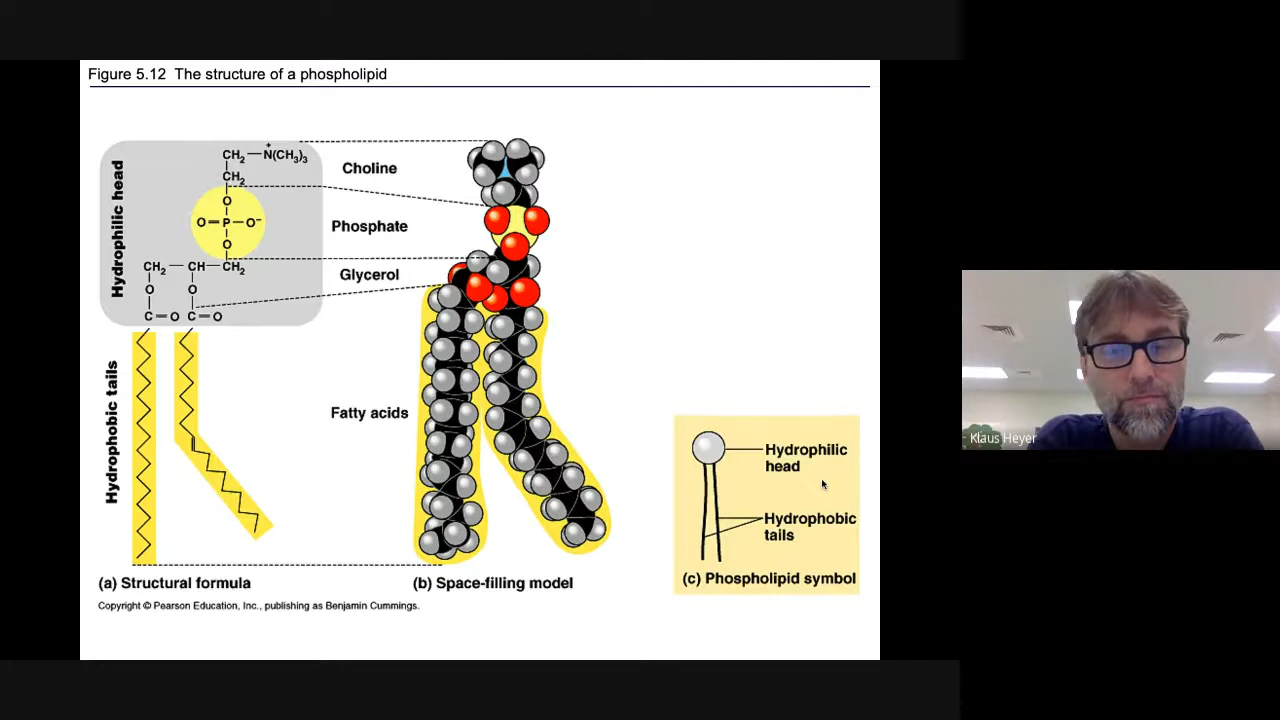 Figure 5.12 The structure of a phospholipid
Hydrophilic head
CH2 — N(CH3)3
+
CH2
O
O=P—O−
O
CH2 — CH—CH2
O O
C=O C=O
Hydrophobic tails
Choline
Phosphate
Glycerol
Fatty acids
Hydrophilic
head
Hydrophobic
tails
(a) Structural formula
(b) Space-filling model
(c) Phospholipid symbol
Copyright © Pearson Education, Inc., publishing as Benjamin Cummings.
Klaus Heyer